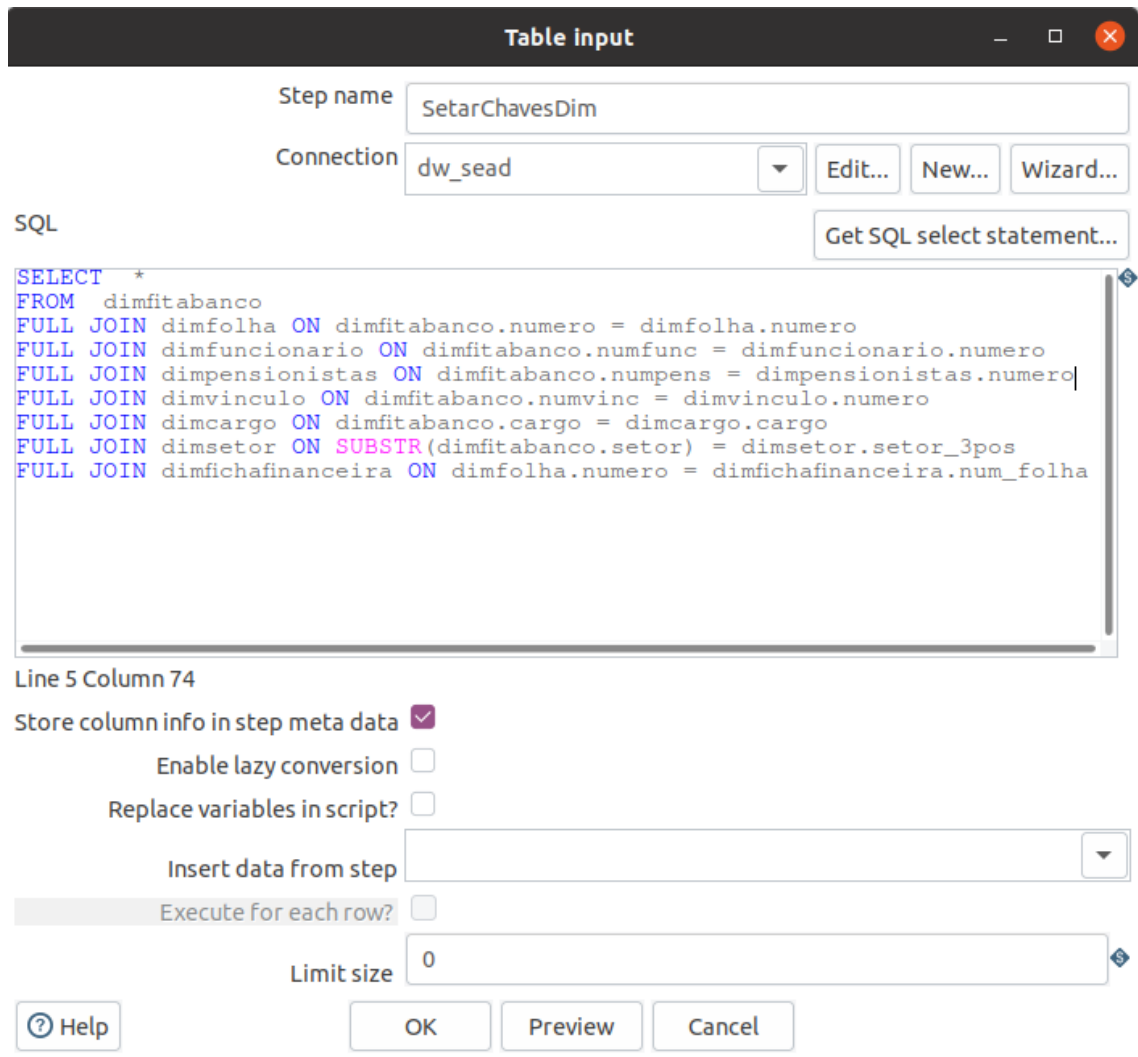 Table input
Step name SetarChavesDim
Connection dw_sead Edit... New... Wizard...
SQL
Get SQL select statement...
SELECT  *
FROM  dimfitabanco
FULL JOIN dimfolha ON dimfitabanco.numero = dimfolha.numero
FULL JOIN dimfuncionario ON dimfitabanco.numfunc = dimfuncionario.numero
FULL JOIN dimpensionistas ON dimfitabanco.numpens = dimpensionistas.numero
FULL JOIN dimvinculo ON dimfitabanco.numvinc = dimvinculo.numero
FULL JOIN dimcargo ON dimfitabanco.cargo = dimcargo.cargo
FULL JOIN dimsetor ON SUBSTR(dimfitabanco.setor) = dimsetor.setor_3pos
FULL JOIN dimfichafinanceira ON dimfolha.numero = dimfichafinanceira.num_folha
Line 5 Column 74
Store column info in step meta data
Enable lazy conversion
Replace variables in script?
Insert data from step
Execute for each row?
Limit size 0
Help OK Preview Cancel